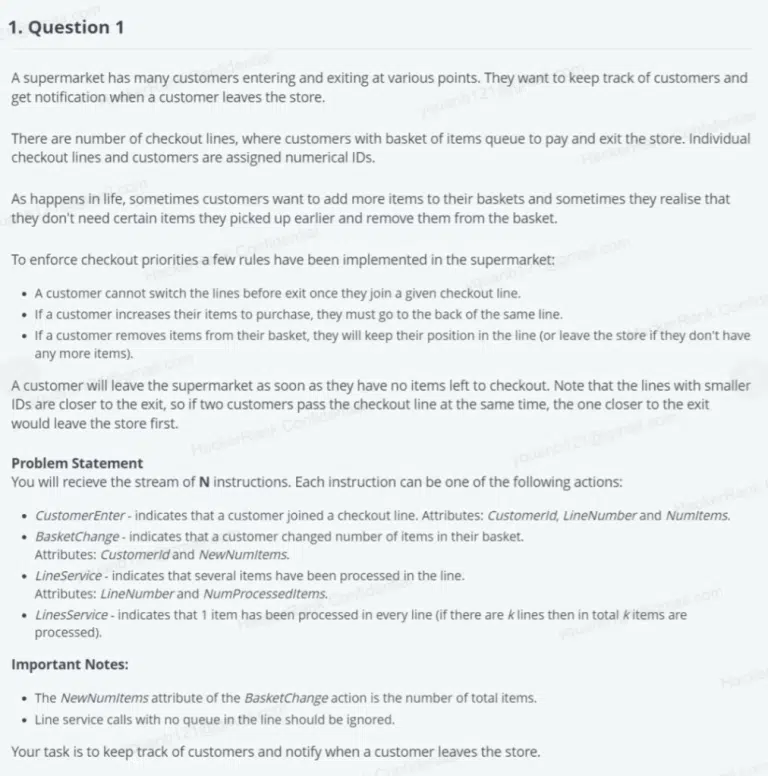 1. Question 1
A supermarket has many customers entering and exiting at various points. They want to keep track of customers and
get notification when a customer leaves the store.
There are number of checkout lines, where customers with basket of items queue to pay and exit the store. Individual
checkout lines and customers are assigned numerical IDs.
As happens in life, sometimes customers want to add more items to their baskets and sometimes they realise that
they don't need certain items they picked up earlier and remove them from the basket.
To enforce checkout priorities a few rules have been implemented in the supermarket:
• A customer cannot switch the lines before exit once they join a given checkout line.
• If a customer increases their items to purchase, they must go to the back of the same line.
• If a customer removes items from their basket, they will keep their position in the line (or leave the store if they don't have
any more items).
A customer will leave the supermarket as soon as they have no items left to checkout. Note that the lines with smaller
IDs are closer to the exit, so if two customers pass the checkout line at the same time, the one closer to the exit
would leave the store first.
Problem Statement
You will recieve the stream of N instructions. Each instruction can be one of the following actions:
• CustomerEnter - indicates that a customer joined a checkout line. Attributes: CustomerId, LineNumber and NumItems.
• BasketChange - indicates that a customer changed number of items in their basket.
Attributes: CustomerId and NewNumItems.
• LineService - indicates that several items have been processed in the line.
Attributes: LineNumber and NumProcessedItems.
• LinesService - indicates that 1 item has been processed in every line (if there are k lines then in total k items are
processed).
Important Notes:
• The NewNumItems attribute of the BasketChange action is the number of total items.
• Line service calls with no queue in the line should be ignored.
Your task is to keep track of customers and notify when a customer leaves the store.